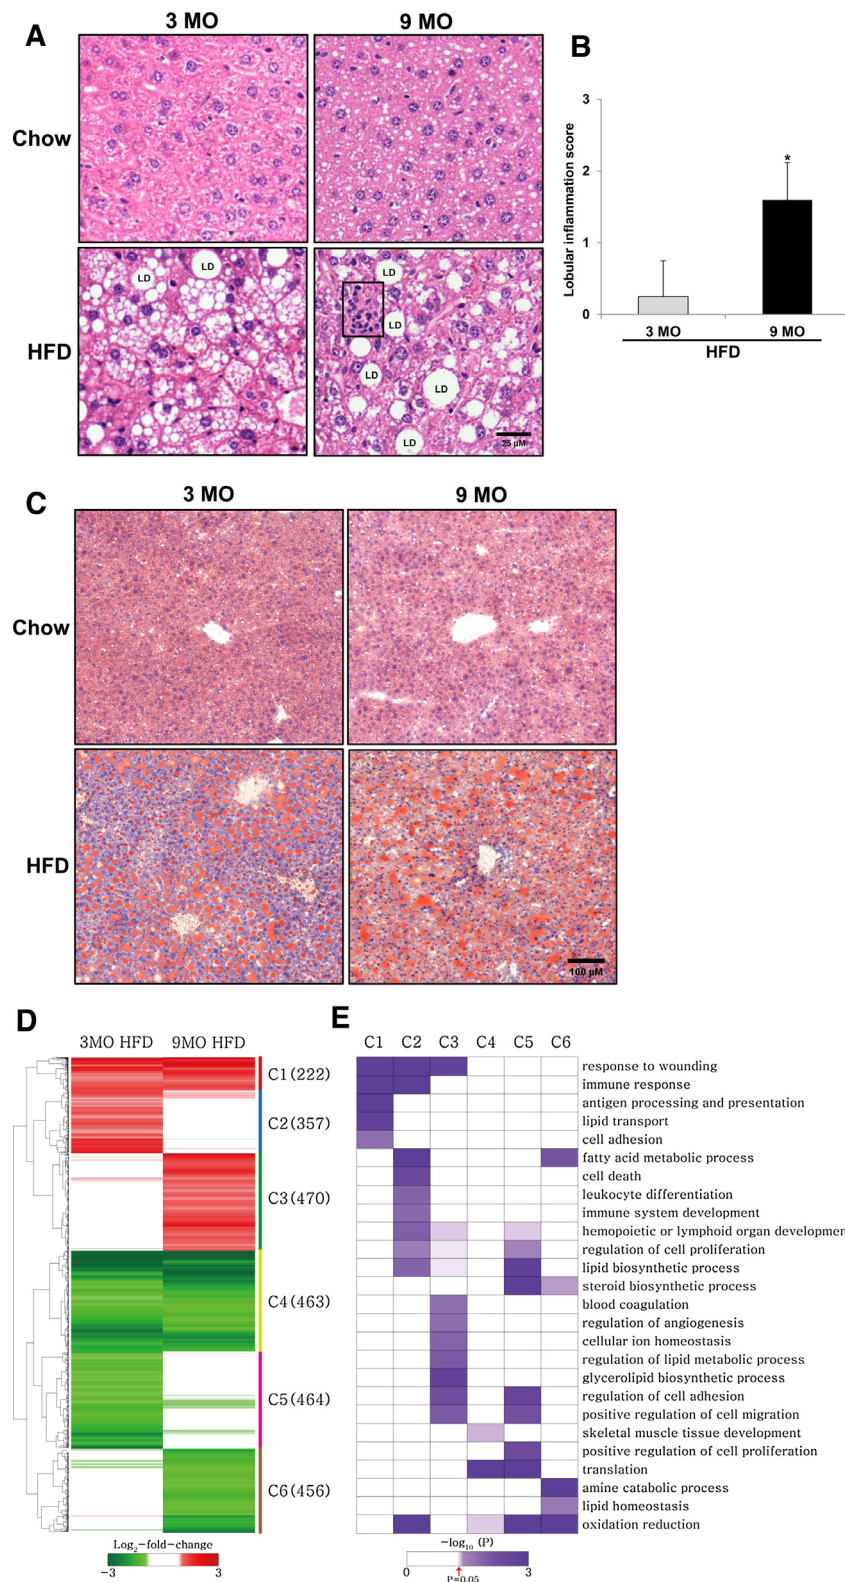 A
3 MO
9 MO
Chow
HFD
LD
LD
LD
LD
LD
LD
LD
25 µM
B
Lobular inflammation score
3
2
1
0
*
3 MO
9 MO
HFD
C
3 MO
9 MO
Chow
HFD
100 µM
D
3MO HFD
9MO HFD
C1(222)
C2(357)
C3(470)
C4(463)
C5(464)
C6(456)
Log2-fold-change
-3
3
E
C1 C2 C3 C4 C5 C6
response to wounding
immune response
antigen processing and presentation
lipid transport
cell adhesion
fatty acid metabolic process
cell death
leukocyte differentiation
immune system development
hemopoietic or lymphoid organ development
regulation of cell proliferation
lipid biosynthetic process
steroid biosynthetic process
blood coagulation
regulation of angiogenesis
cellular ion homeostasis
regulation of lipid metabolic process
glycerolipid biosynthetic process
regulation of cell adhesion
positive regulation of cell migration
skeletal muscle tissue development
positive regulation of cell proliferation
translation
amine catabolic process
lipid homeostasis
oxidation reduction
-log10 (P)
0
3
P=0.05